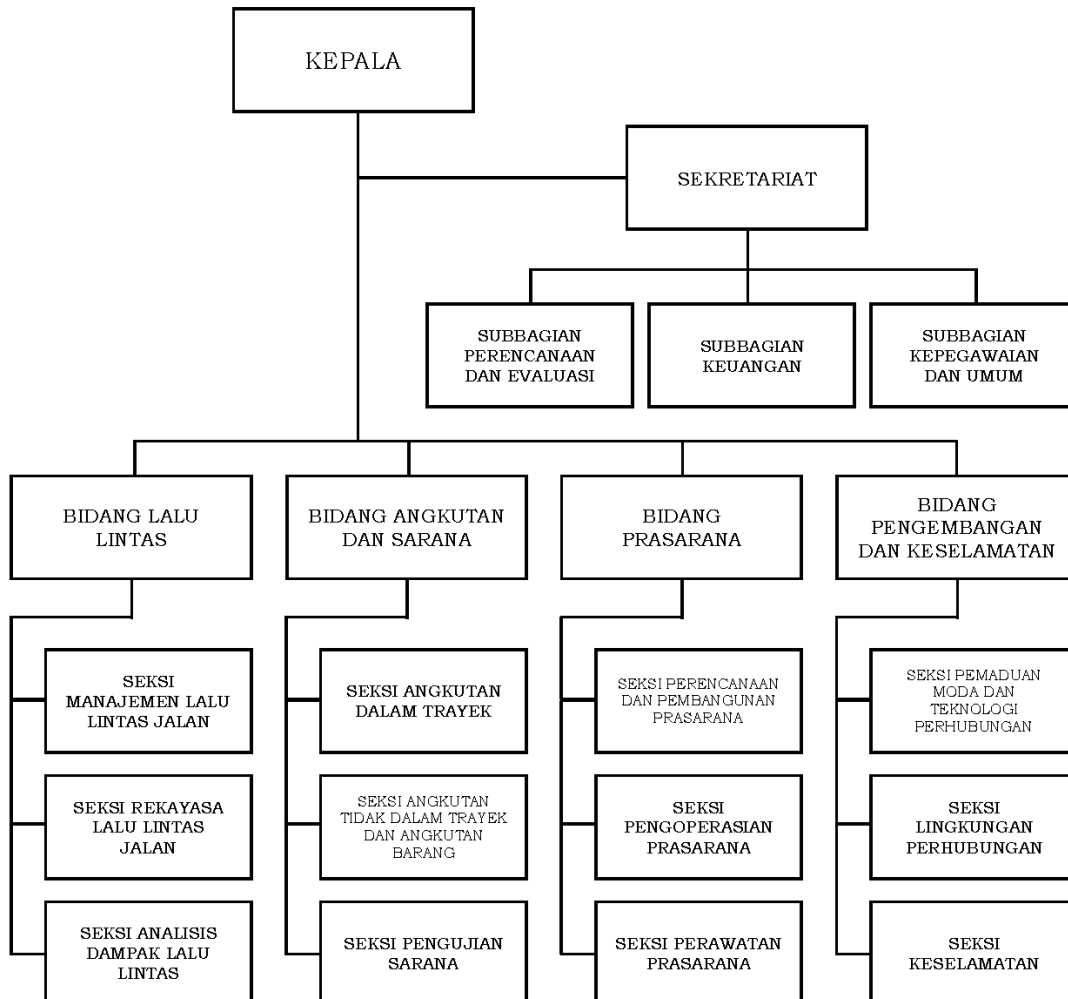 KEPALA
SEKRETARIAT
SUBBAGIAN
PERENCANAAN
DAN EVALUASI
SUBBAGIAN
KEUANGAN
SUBBAGIAN
KEPEGAWAIAN
DAN UMUM
BIDANG LALU
LINTAS
BIDANG ANGKUTAN
DAN SARANA
BIDANG
PRASARANA
BIDANG
PENGEMBANGAN
DAN KESELAMATAN
SEKSI
MANAJEMEN LALU
LINTAS JALAN
SEKSI ANGKUTAN
DALAM TRAYEK
SEKSI PERENCANAAN
DAN PEMBANGUNAN
PRASARANA
SEKSI PEMADUAN
MODA DAN
TEKNOLOGI
PERHUBUNGAN
SEKSI REKAYASA
LALU LINTAS
JALAN
SEKSI ANGKUTAN
TIDAK DALAM TRAYEK
DAN ANGKUTAN
BARANG
SEKSI
PENGOPERASIAN
PRASARANA
SEKSI
LINGKUNGAN
PERHUBUNGAN
SEKSI ANALISIS
DAMPAK LALU
LINTAS
SEKSI PENGUJIAN
SARANA
SEKSI PERAWATAN
PRASARANA
SEKSI
KESELAMATAN